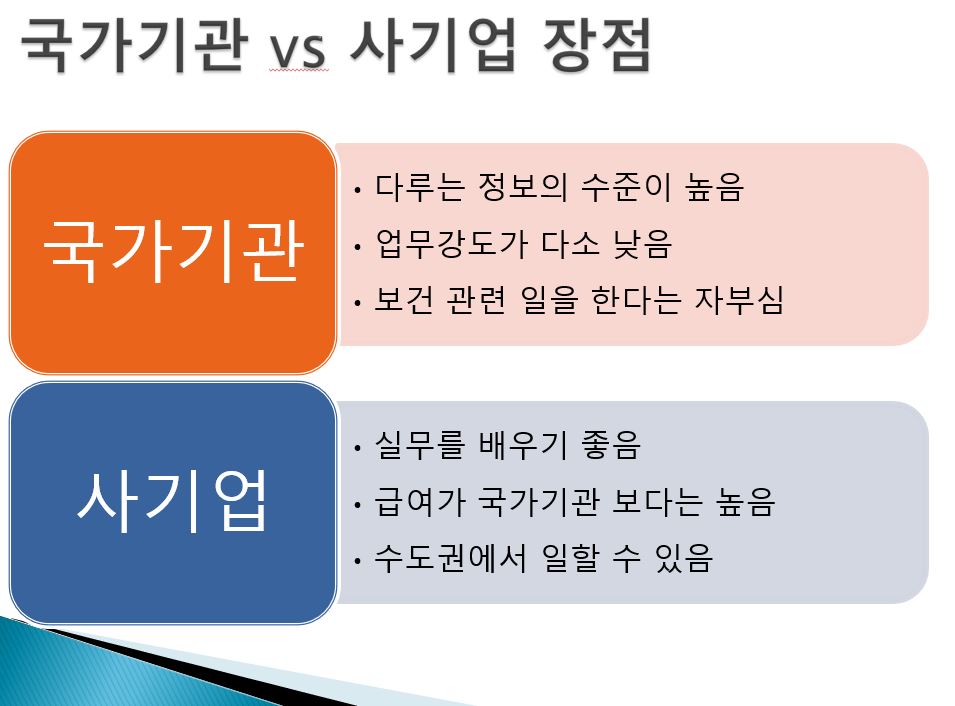 국가기관 vs 사기업 장점
국가기관
• 다루는 정보의 수준이 높음
• 업무강도가 다소 낮음
• 보건 관련 일을 한다는 자부심
사기업
• 실무를 배우기 좋음
• 급여가 국가기관 보다는 높음
• 수도권에서 일할 수 있음